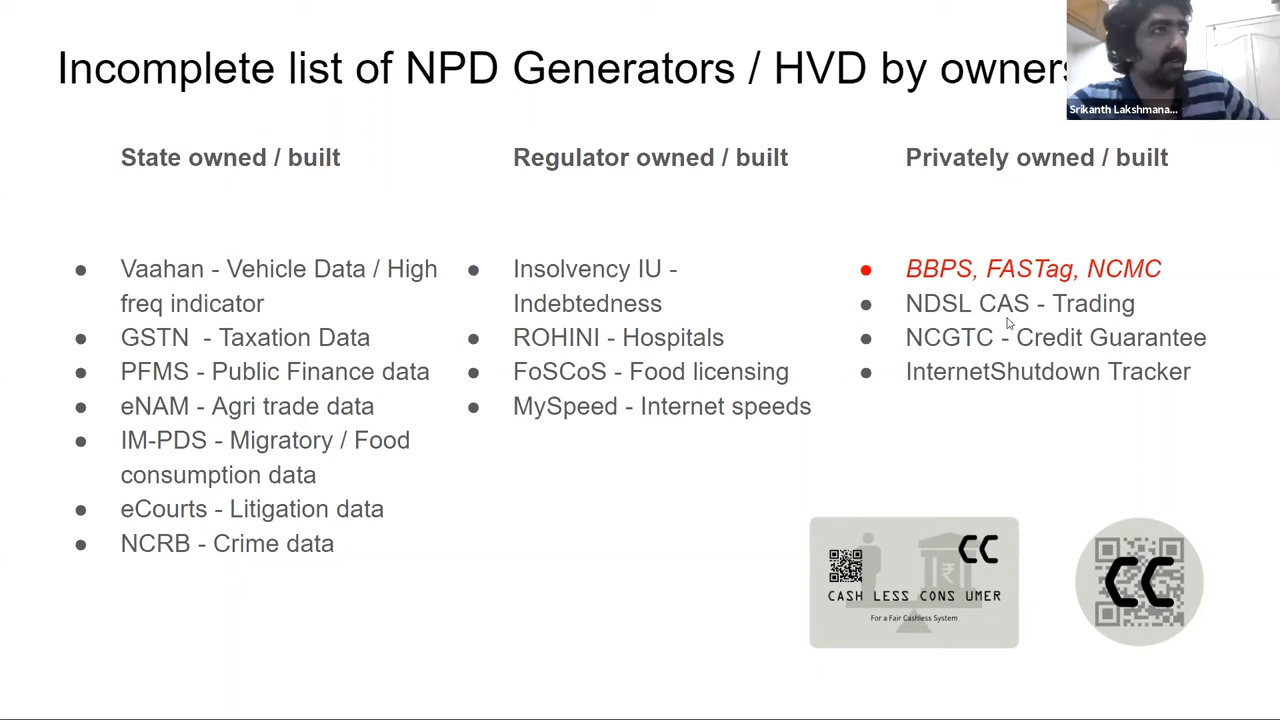 Incomplete list of NPD Generators / HVD by owners
Srikanth Lakshmana...
State owned / built
Vaahan - Vehicle Data / High
freq indicator
GSTN - Taxation Data
PFMS - Public Finance data
eNAM - Agri trade data
IM-PDS - Migratory / Food
consumption data
eCourts - Litigation data
NCRB - Crime data
Regulator owned / built
Insolvency IU -
Indebtedness
ROHINI - Hospitals
FoSCoS - Food licensing
MySpeed - Internet speeds
Privately owned / built
BBPS, FASTag, NCMC
NDSL CAS - Trading
NCGTC - Credit Guarantee
InternetShutdown Tracker
CC
₹
CASH LESS CONS UMER
For a Fair Cashless System
CC